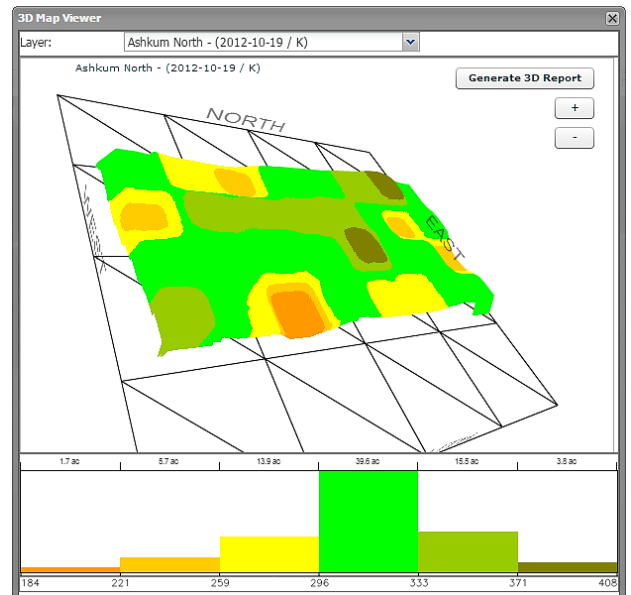 3D Map Viewer
Layer: Ashkum North - (2012-10-19 / K)
Ashkum North - (2012-10-19 / K)
Generate 3D Report
+
-
NORTH
EAST
1.7 ac 5.7 ac 13.9 ac 39.6 ac 15.5 ac 3.8 ac
184 221 259 296 333 371 408